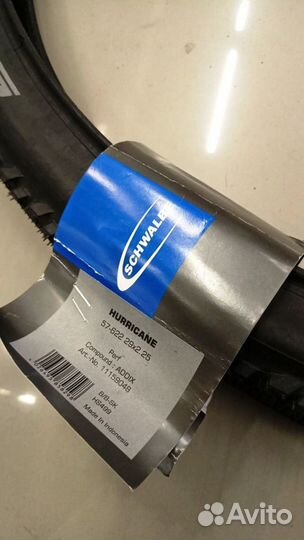 SCHWALBE
HURRICANE
57-622 29x2.25
Perf
Compound: ADDIX
Art.-No. 11159048
B/B-SK
HS499
Made in Indonesia
Avito